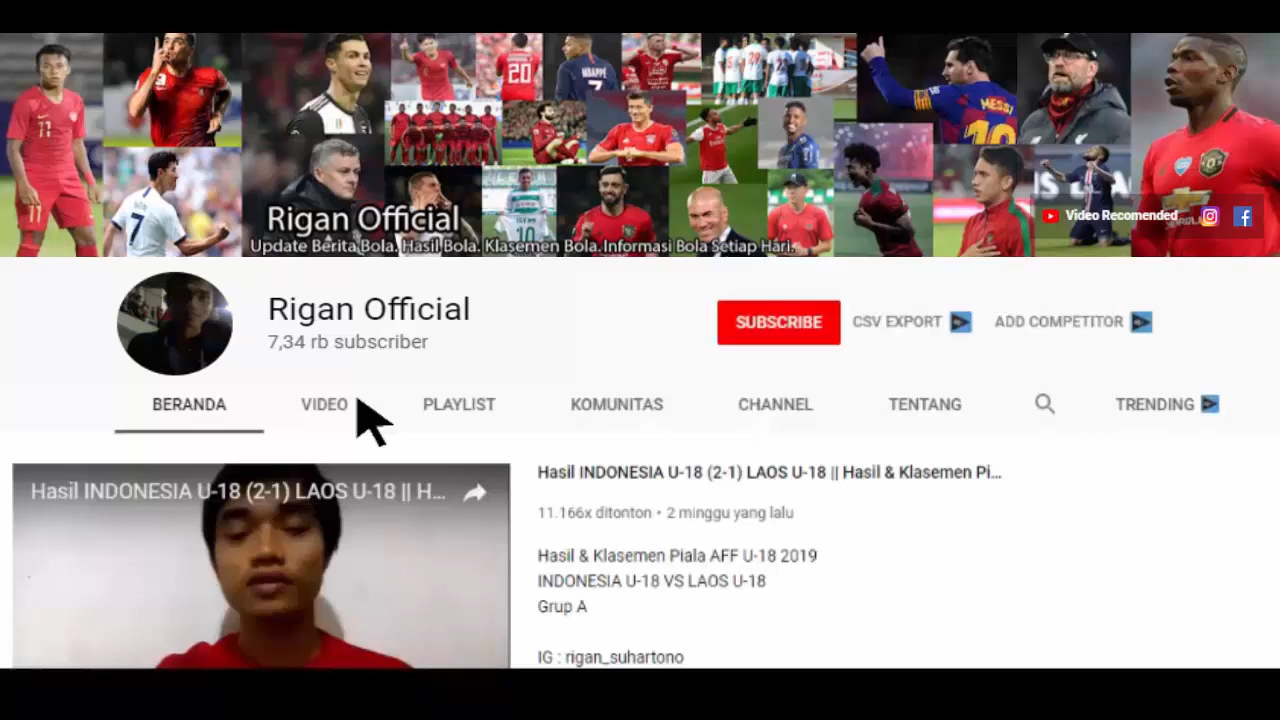 11
20
MBAPPE
MESSI
10
7
10
11
Rigan Official
Update Berita Bola. Hasil Bola. Klasemen Bola. Informasi Bola Setiap Hari.
Video Recomended
Rigan Official
7,34 rb subscriber
SUBSCRIBE
CSV EXPORT
ADD COMPETITOR
BERANDA
VIDEO
PLAYLIST
KOMUNITAS
CHANNEL
TENTANG
TRENDING
Hasil INDONESIA U-18 (2-1) LAOS U-18 || H...
Hasil INDONESIA U-18 (2-1) LAOS U-18 || Hasil & Klasemen Pi...
11.166x ditonton • 2 minggu yang lalu
Hasil & Klasemen Piala AFF U-18 2019
INDONESIA U-18 VS LAOS U-18
Grup A
IG : rigan_suhartono